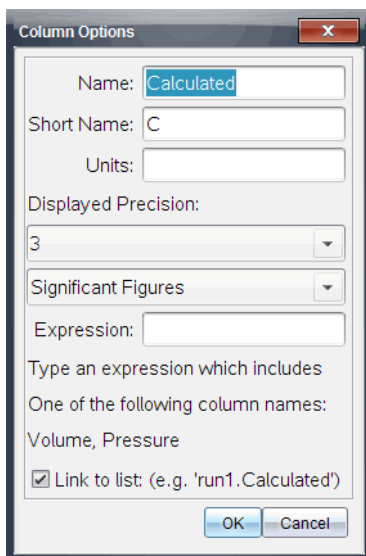 Column Options
x
Name: Calculated
Short Name: C
Units:
Displayed Precision:
3
Significant Figures
Expression:
Type an expression which includes
One of the following column names:
Volume, Pressure
Link to list: (e.g. 'run1.Calculated')
OK Cancel